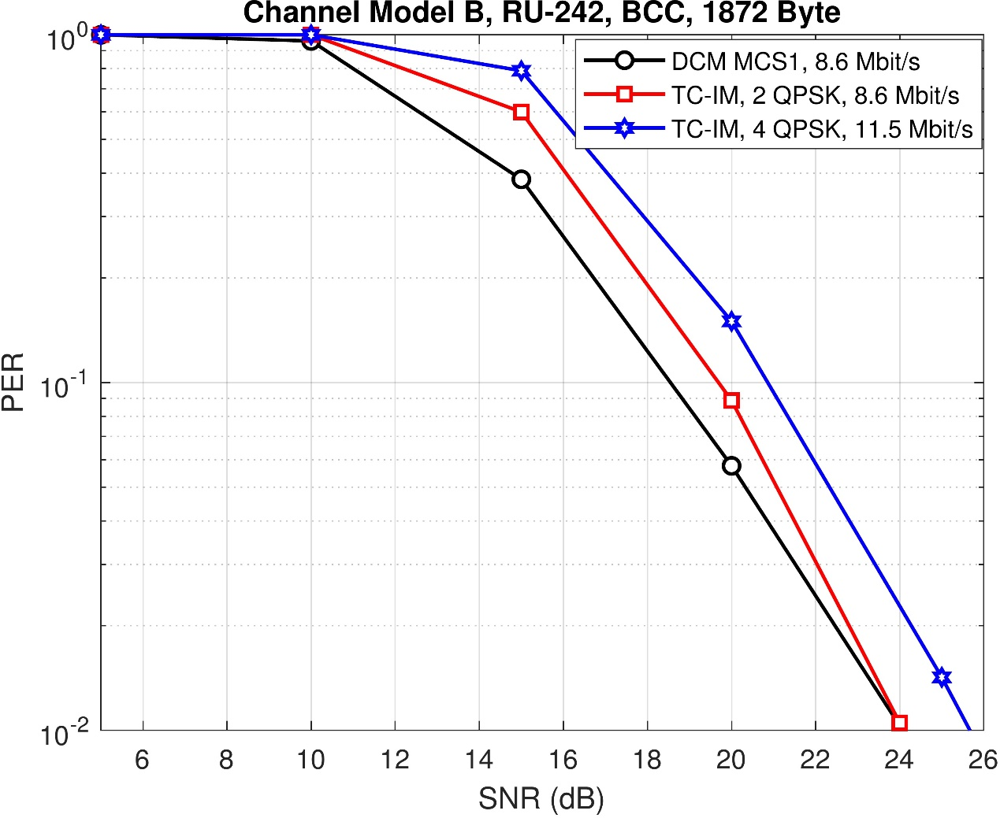 Channel Model B, RU-242, BCC, 1872 Byte
DCM MCS1, 8.6 Mbit/s
TC-IM, 2 QPSK, 8.6 Mbit/s
TC-IM, 4 QPSK, 11.5 Mbit/s
10^0
10^-1
10^-2
PER
6 8 10 12 14 16 18 20 22 24 26
SNR (dB)